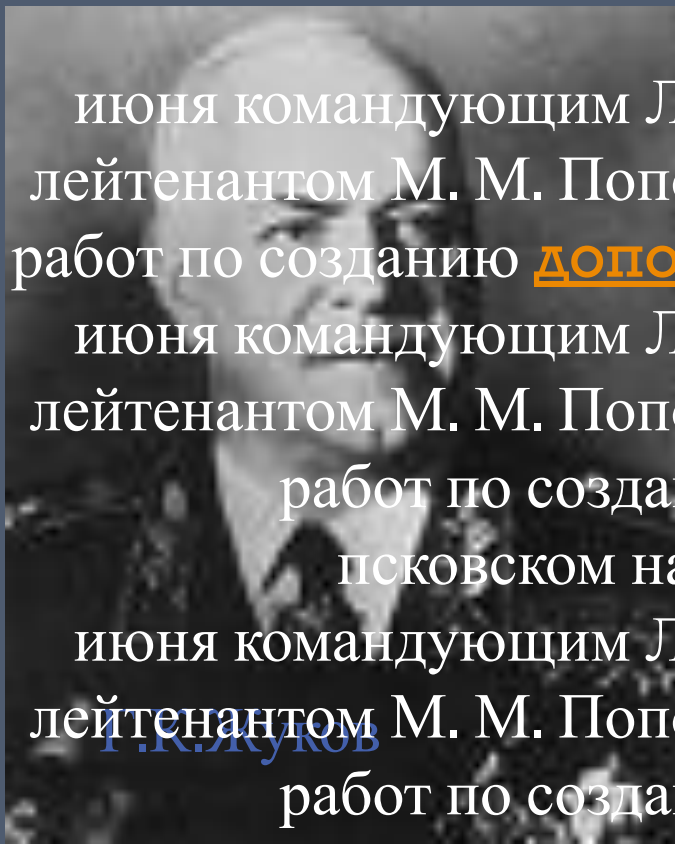 июня командующим Л
лейтенантом М. М. Поп
работ по созданию допо
июня командующим Л
лейтенантом М. М. Поп
работ по созда
псковском на
июня командующим Л
лейтенантом М. М. Поп
Г.К.Жуков
работ по созда